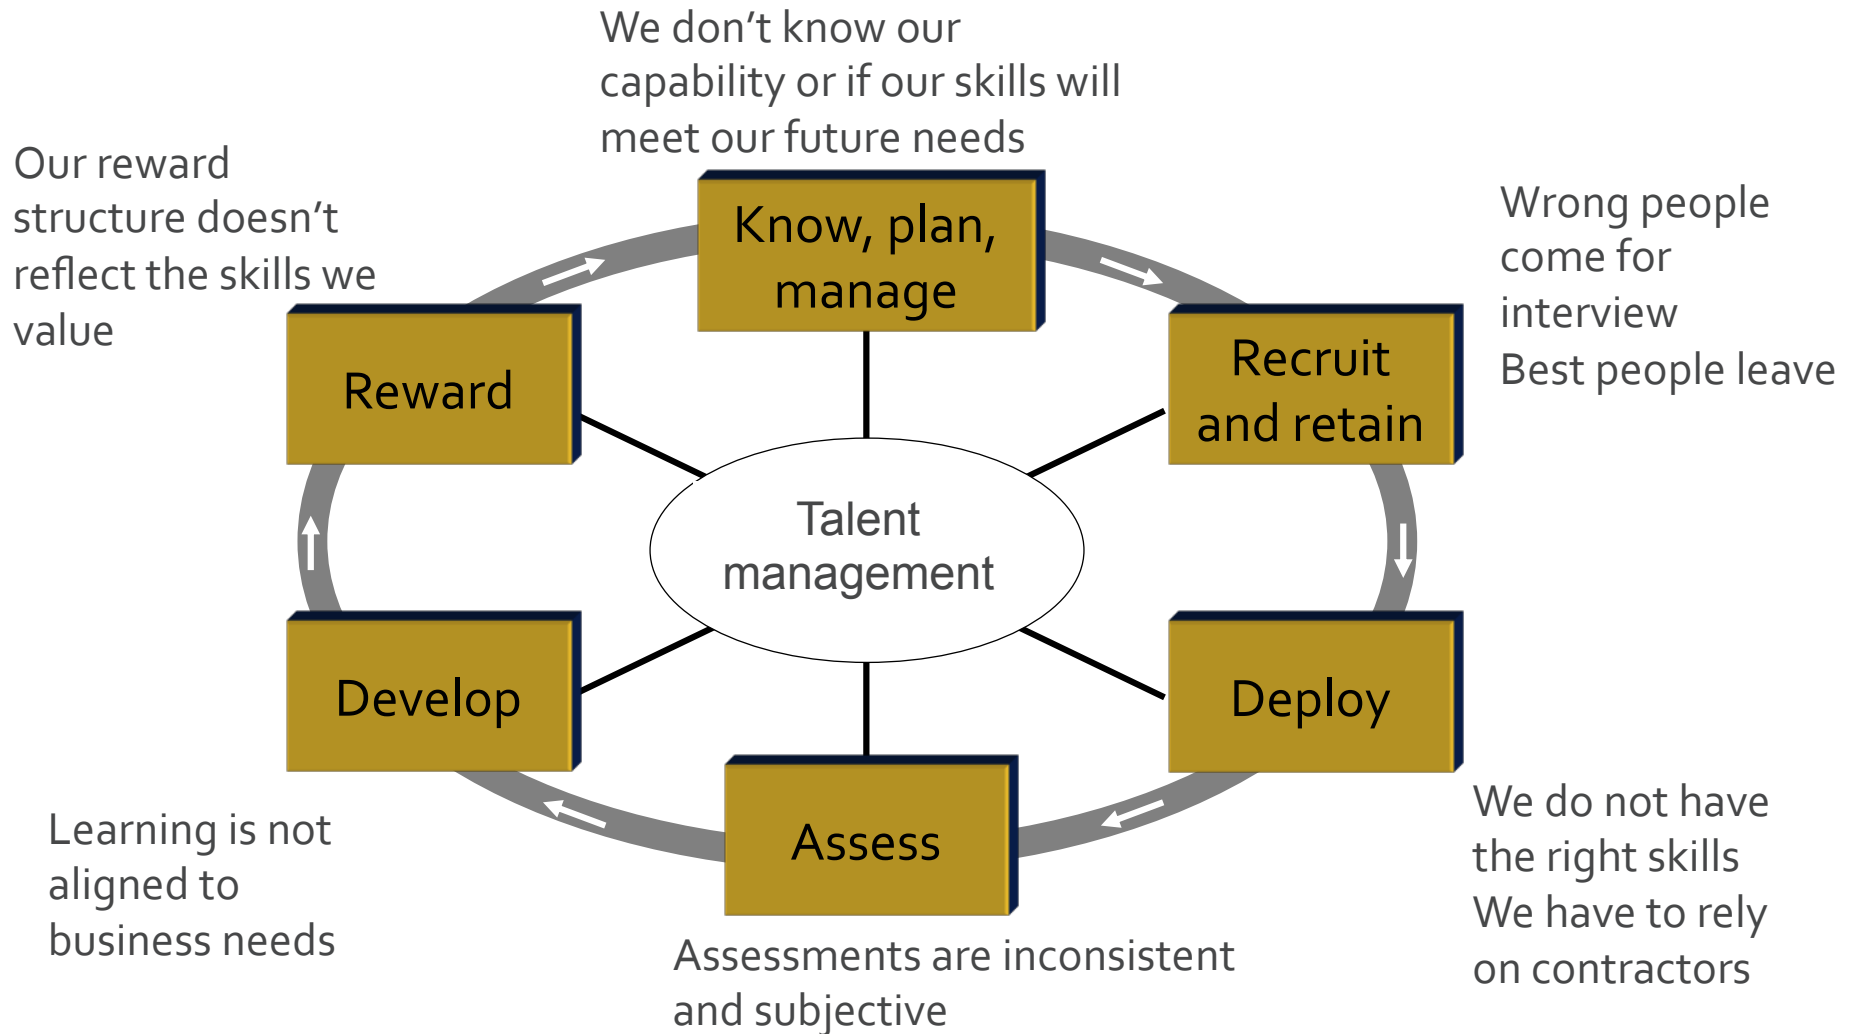 We don’t know our
capability or if our skills will
meet our future needs
Our reward
structure doesn’t
reflect the skills we
value
Know, plan,
manage
Wrong people
come for
interview
Best people leave
Reward
Recruit
and retain
Talent
management
Develop
Deploy
Learning is not
aligned to
business needs
Assess
We do not have
the right skills
We have to rely
on contractors
Assessments are inconsistent
and subjective